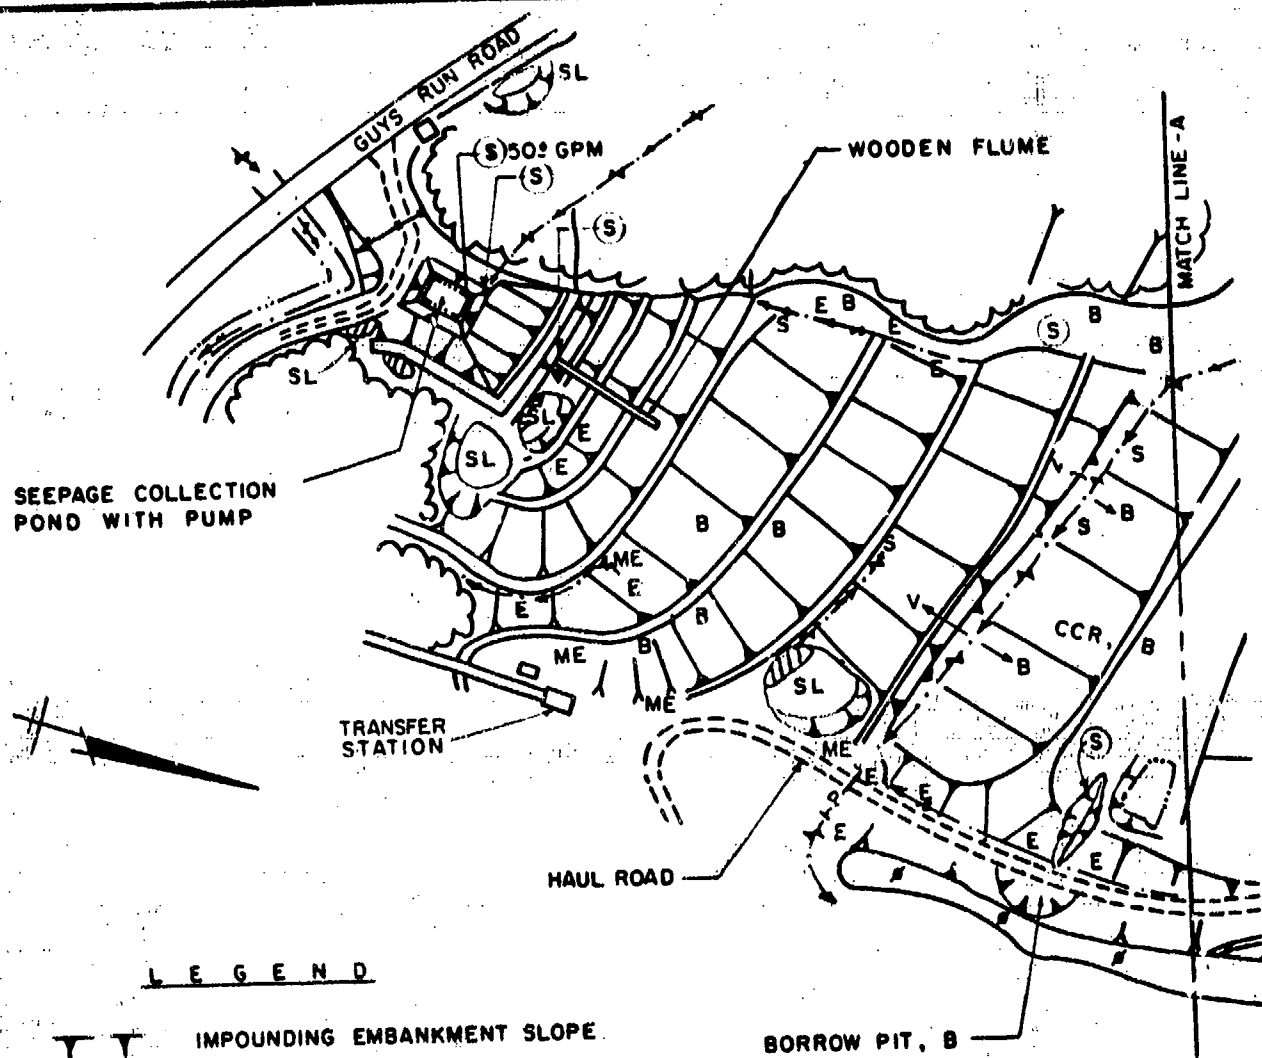 GUYS RUN ROAD
SL
(S)50± GPM
(S)
WOODEN FLUME
(S)
MATCH LINE-A
E B
S
E
(S)
B
B
E
SL
SL
E
SL
E
S
B
SEEPAGE COLLECTION
POND WITH PUMP
B
B
S
S
ME
E
E
V
CCR,
B
B
B
ME
B
SL
ME
TRANSFER
STATION
(S)
ME
E
E
P
E
E
E
HAUL ROAD
LEGEND
IMPOUNDING EMBANKMENT SLOPE
BORROW PIT, B